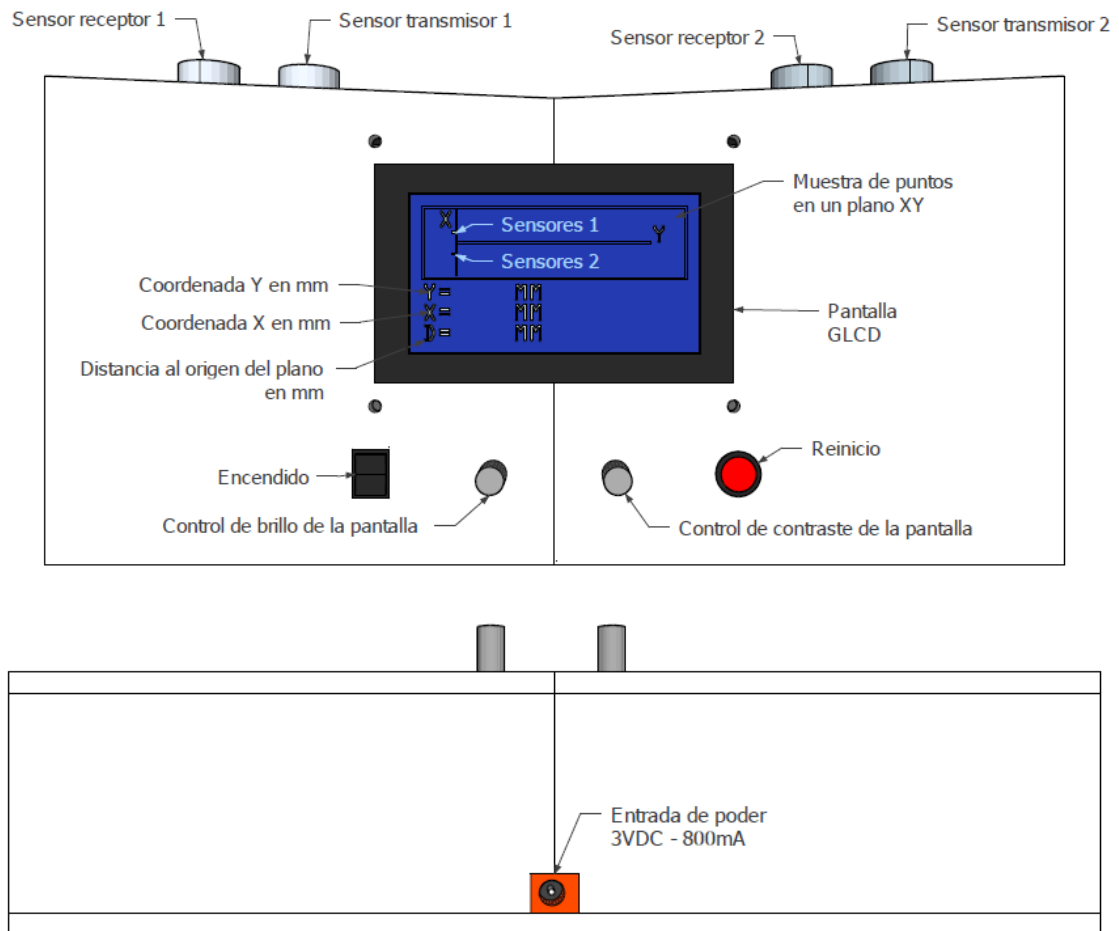 Sensor receptor 1
Sensor transmisor 1
Sensor receptor 2
Sensor transmisor 2
Muestra de puntos
en un plano XY
X
Sensores 1
Y
Sensores 2
Coordenada Y en mm
Y= MM
Coordenada X en mm
X= MM
Distancia al origen del plano
en mm
D= MM
Pantalla
GLCD
Encendido
Control de brillo de la pantalla
Reinicio
Control de contraste de la pantalla
Entrada de poder
3VDC - 800mA